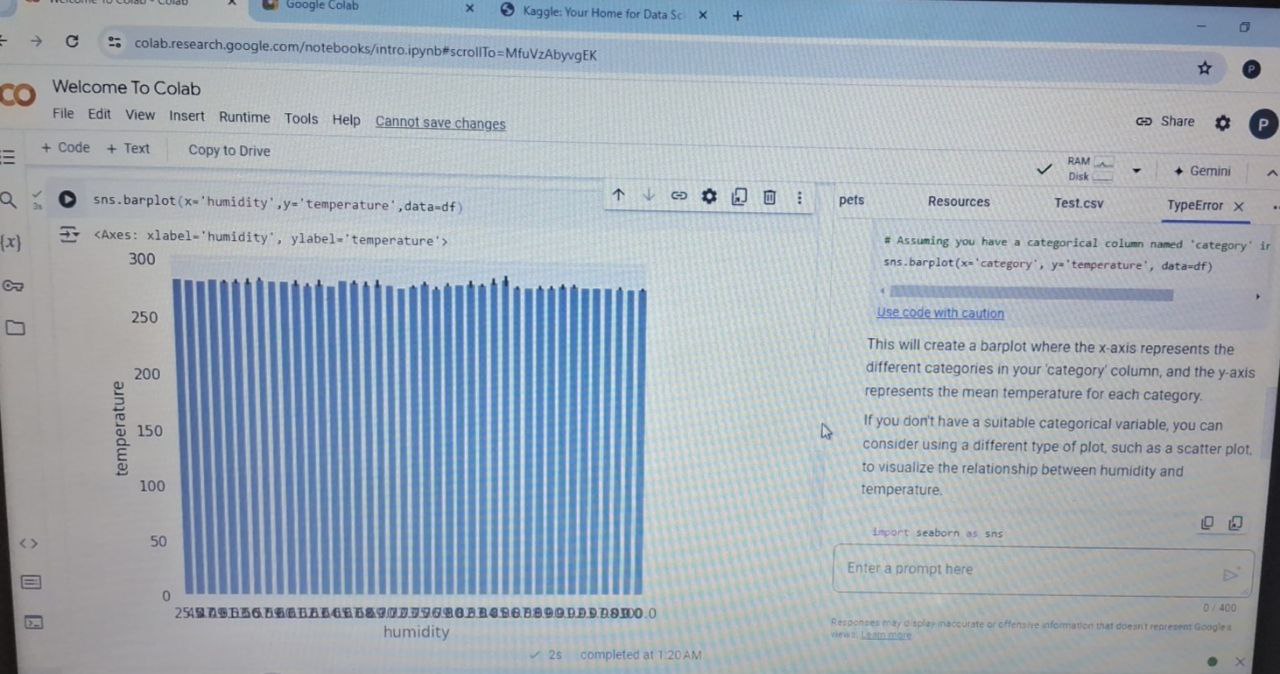 Google Colab
Kaggle: Your Home for Data Sc
colab.research.google.com/notebooks/intro.ipynb#scrollTo=MfuVzAbyvgEK
P
CO
Welcome To Colab
File Edit View Insert Runtime Tools Help Cannot save changes
Share
P
+ Code + Text Copy to Drive
RAM
Disk
Gemini
3s
sns.barplot(x='humidity',y='temperature',data=df)
<Axes: xlabel='humidity', ylabel='temperature'>
300
250
200
150
100
50
0
temperature
humidity
2s completed at 1:20 AM
{x}
<>
pets Resources Test.csv TypeError
# Assuming you have a categorical column named 'category' in
sns.barplot(x='category', y='temperature', data=df)
Use code with caution
This will create a barplot where the x-axis represents the
different categories in your 'category' column, and the y-axis
represents the mean temperature for each category.
If you don't have a suitable categorical variable, you can
consider using a different type of plot, such as a scatter plot,
to visualize the relationship between humidity and
temperature.
import seaborn as sns
Enter a prompt here
0 / 400
Responses may display inaccurate or offensive information that doesn't represent Google's
views. Learn more